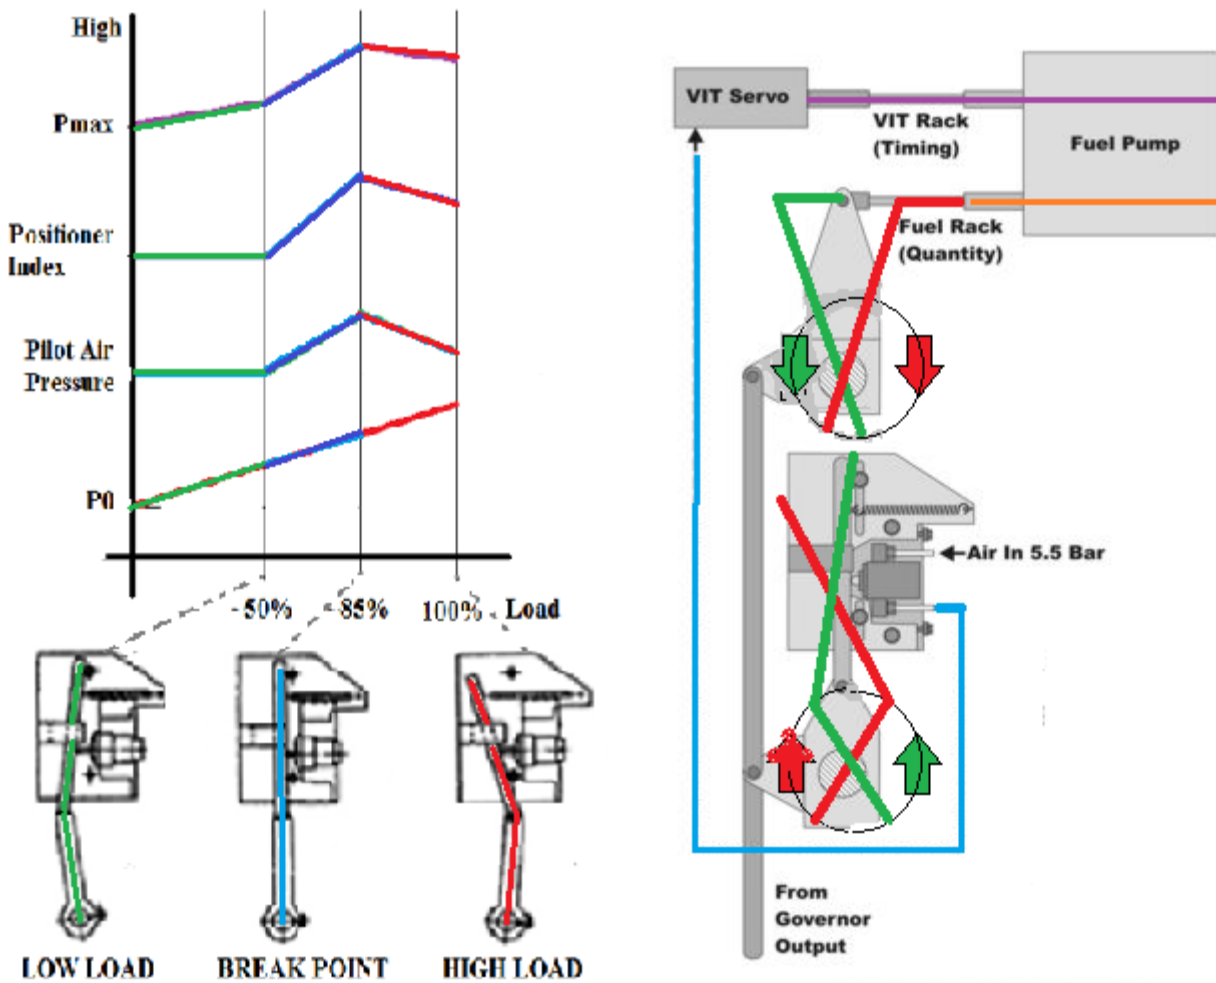 High
Pmax
Positioner
Index
Pilot Air
Pressure
P0
~50%
~85%
100%
Load
LOW LOAD
BREAK POINT
HIGH LOAD
VIT Servo
VIT Rack
(Timing)
Fuel Pump
Fuel Rack
(Quantity)
Air In 5.5 Bar
From
Governor
Output